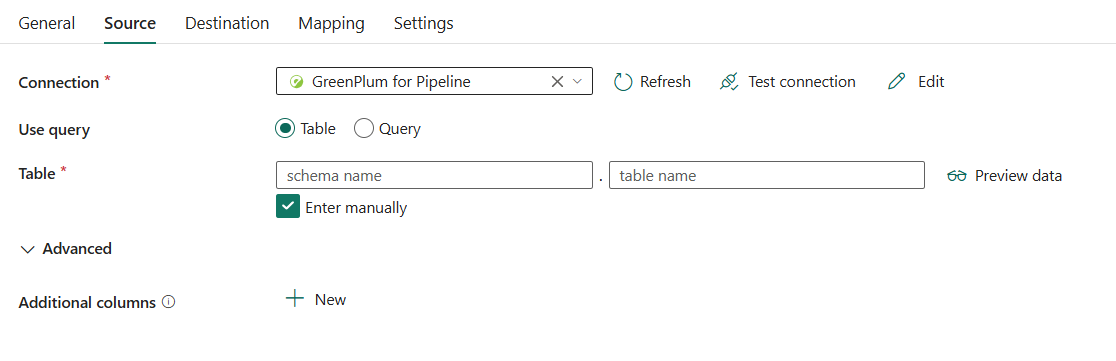 General Source Destination Mapping Settings
Connection * GreenPlum for Pipeline Refresh Test connection Edit
Use query Table Query
Table * schema name . table name Preview data
Enter manually
Advanced
Additional columns New